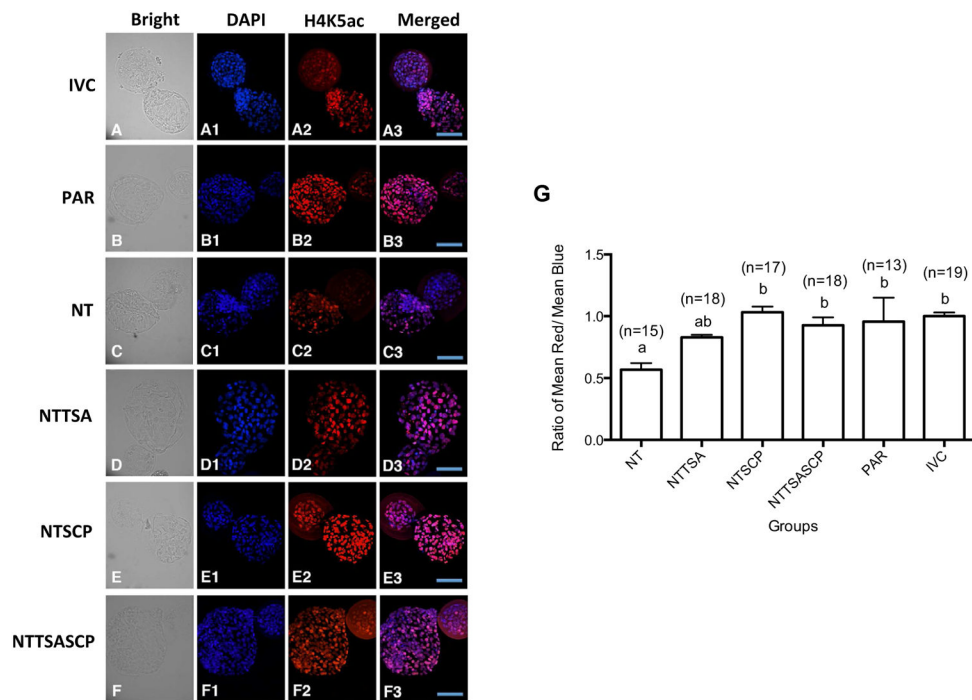 Bright DAPI H4K5ac Merged
IVC
A A1 A2 A3
PAR
B B1 B2 B3
NT
C C1 C2 C3
NTTSA
D D1 D2 D3
NTSCP
E E1 E2 E3
NTTSASCP
F F1 F2 F3
G
Ratio of Mean Red/ Mean Blue
1.5
1.0
0.5
0.0
(n=15)
a
(n=18)
ab
(n=17)
b
(n=18)
b
(n=13)
b
(n=19)
b
NT
NTTSA
NTSCP
NTTSASCP
PAR
IVC
Groups